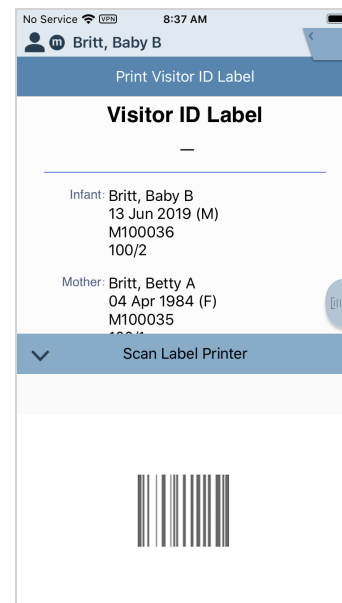 No Service VPN 8:37 AM
m Britt, Baby B
Print Visitor ID Label
Visitor ID Label
—
Infant: Britt, Baby B
13 Jun 2019 (M)
M100036
100/2
Mother: Britt, Betty A
04 Apr 1984 (F)
M100035
Scan Label Printer